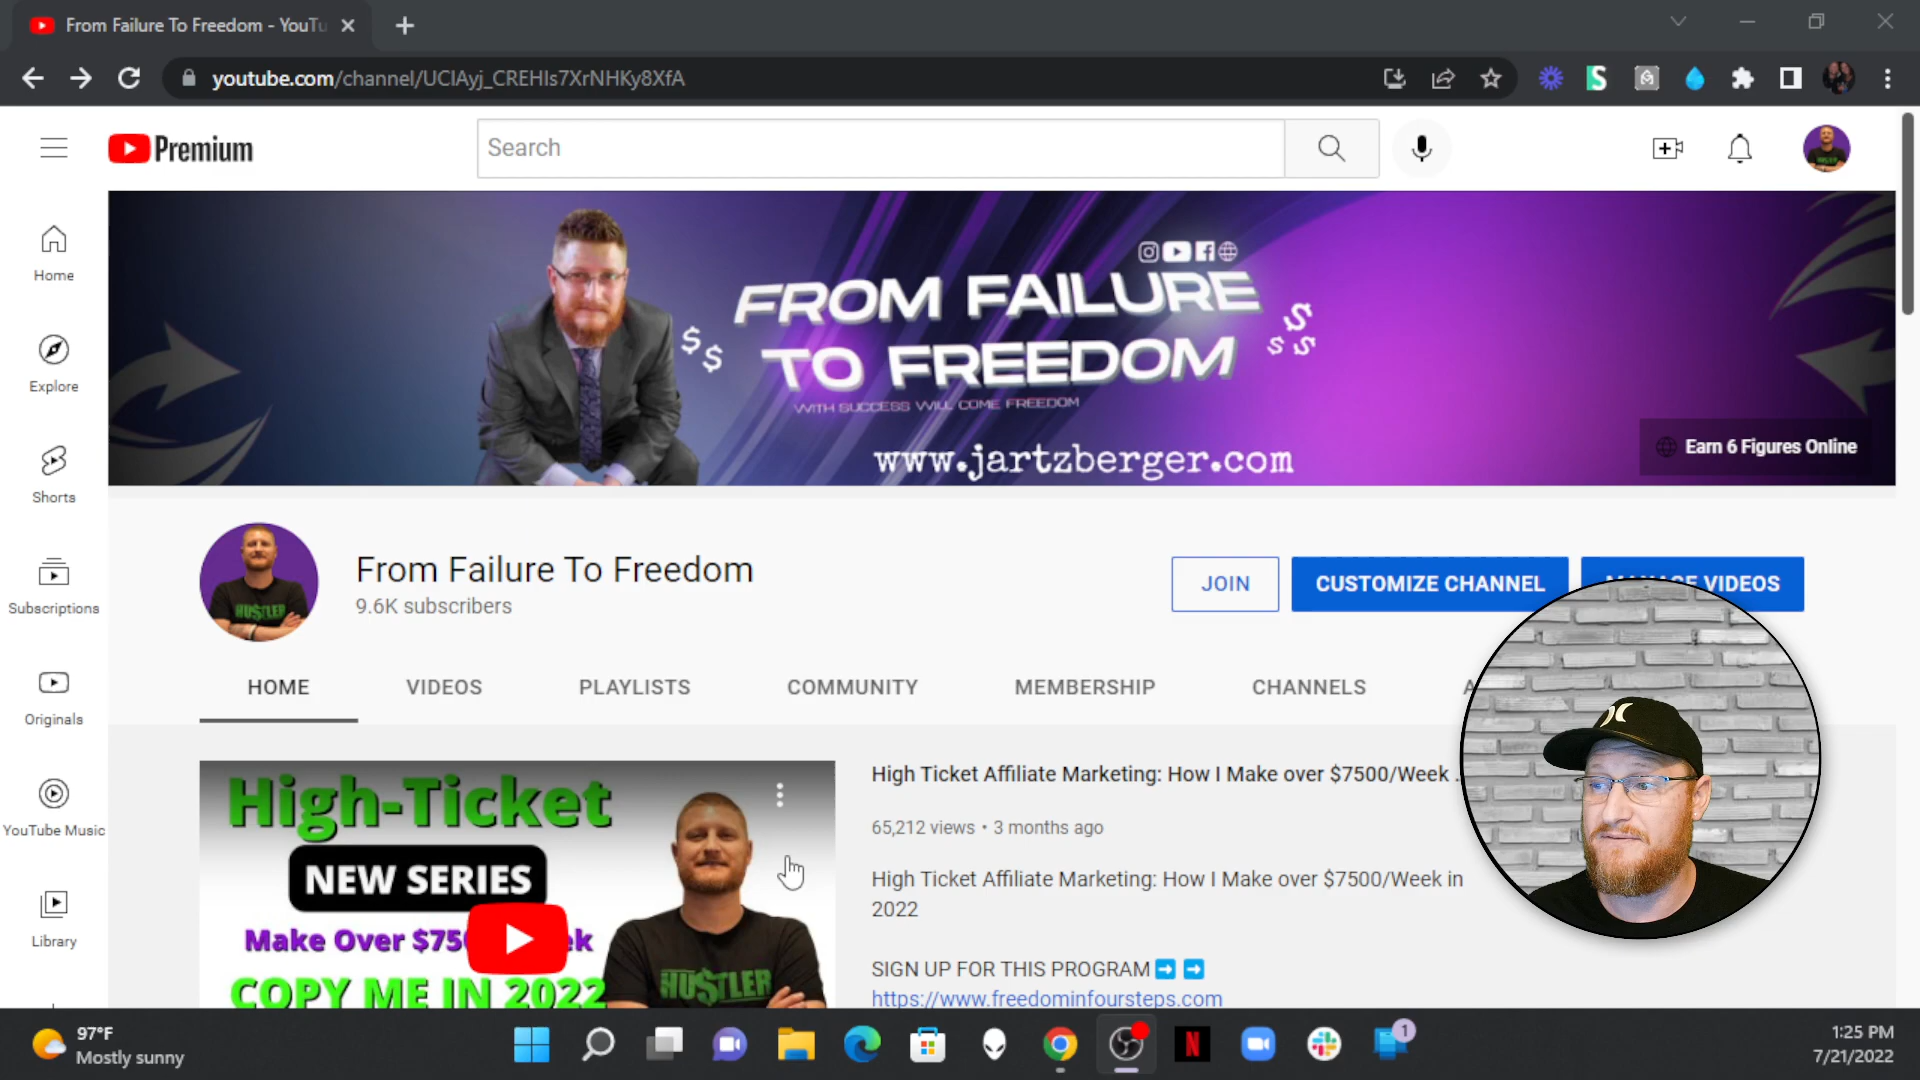 From Failure To Freedom - YouTu
youtube.com/channel/UCIAyj_CREHIs7XrNHKy8XfA
Premium
Search
Home
Explore
Shorts
Subscriptions
Originals
YouTube Music
Library
FROM FAILURE
TO FREEDOM
$ $ $ $ $
WITH SUCCESS WILL COME FREEDOM
www.jartzberger.com
Earn 6 Figures Online
HU$TLER
From Failure To Freedom
9.6K subscribers
JOIN
CUSTOMIZE CHANNEL
VIDEOS
HOME
VIDEOS
PLAYLISTS
COMMUNITY
MEMBERSHIP
CHANNELS
High-Ticket
NEW SERIES
Make Over $75
COPY ME IN 2022
HU$TLER
High Ticket Affiliate Marketing: How I Make over $7500/Week .
65,212 views • 3 months ago
High Ticket Affiliate Marketing: How I Make over $7500/Week in
2022
SIGN UP FOR THIS PROGRAM ➡ ➡
https://www.freedominfoursteps.com
97°F
Mostly sunny
N
1
1:25 PM
7/21/2022